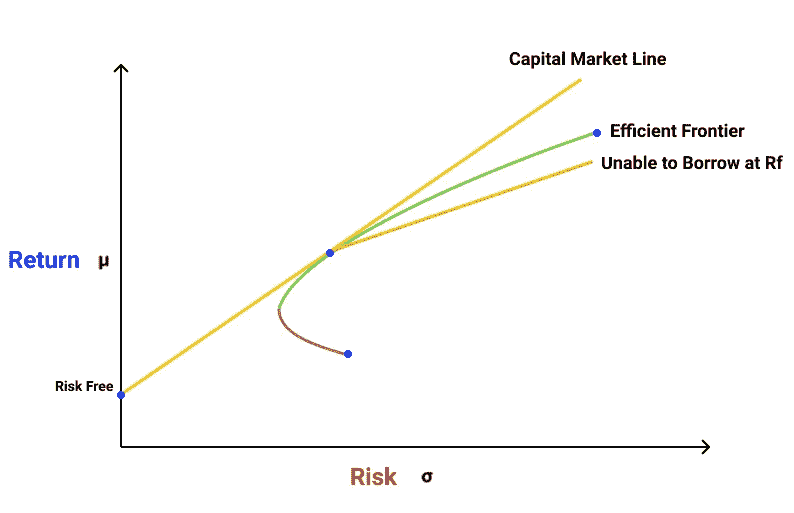 Capital Market Line
Efficient Frontier
Unable to Borrow at Rf
Return μ
Risk Free
Risk σ